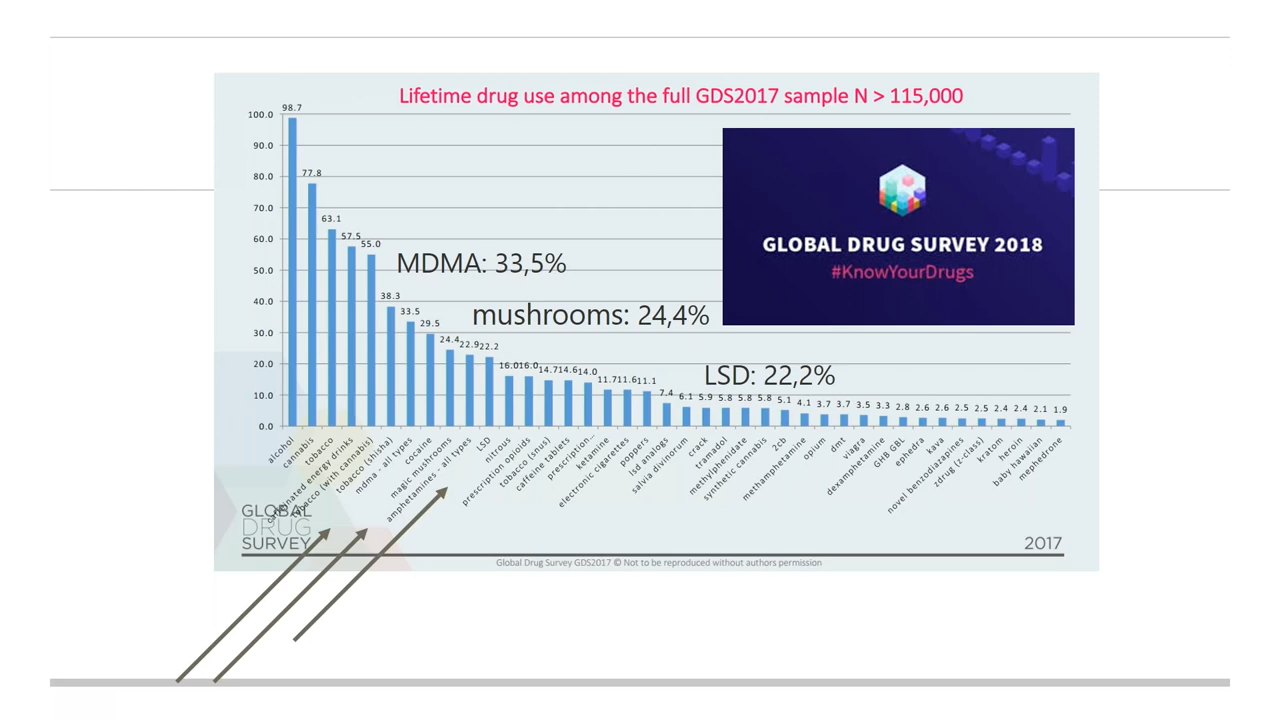 Lifetime drug use among the full GDS2017 sample N > 115,000
100.0
90.0
80.0
70.0
60.0
50.0
40.0
30.0
20.0
10.0
0.0
98.7
77.8
63.1
57.5
55.0
38.3
33.5
29.5
24.4
22.9
22.2
16.0
16.0
14.7
14.6
14.0
11.7
11.6
11.1
7.4
6.1
5.9
5.8
5.8
5.8
5.1
4.1
3.7
3.7
3.5
3.3
2.8
2.6
2.6
2.5
2.5
2.4
2.4
2.1
1.9
MDMA: 33,5%
mushrooms: 24,4%
LSD: 22,2%
GLOBAL DRUG SURVEY 2018
#KnowYourDrugs
alcohol
cannabis
tobacco
caffeinated energy drinks
tobacco (with cannabis)
tobacco (shisha)
mdma - all types
cocaine
magic mushrooms
amphetamines - all types
LSD
nitrous
prescription opioids
tobacco (snus)
caffeine tablets
prescription...
ketamine
electronic cigarettes
poppers
lsd analogs
salvia divinorum
crack
tramadol
methylphenidate
synthetic cannabis
2cb
methamphetamine
opium
dmt
viagra
dexamphetamine
GHB GBL
ephedra
kava
novel benzodiazapines
zdrug (z-class)
kratom
heroin
baby hawaiian
mephedrone
GLOBAL
DRUG
SURVEY
2017
Global Drug Survey GDS2017 © Not to be reproduced without authors permission